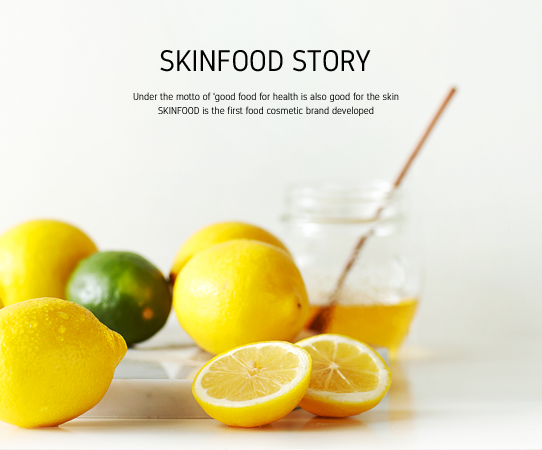 SKINFOOD STORY
Under the motto of 'good food for health is also good for the skin
SKINFOOD is the first food cosmetic brand developed